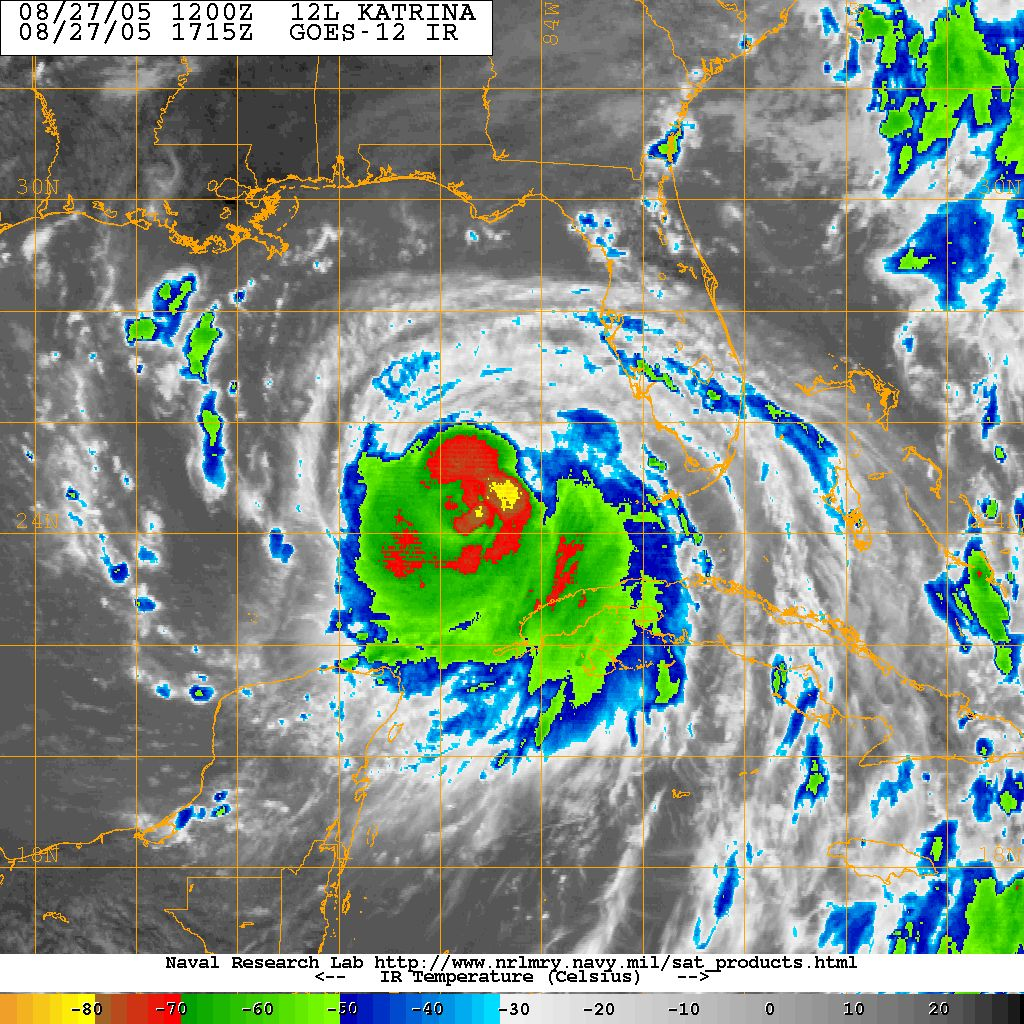 08/27/05 1200Z 12L KATRINA
08/27/05 1715Z GOES-12 IR
84W
30N 30N
24N 24N
18N 18N
Naval Research Lab http://www.nrlmry.navy.mil/sat_products.html
<-- IR Temperature (Celsius) -->
-80 -70 -60 -50 -40 -30 -20 -10 0 10 20